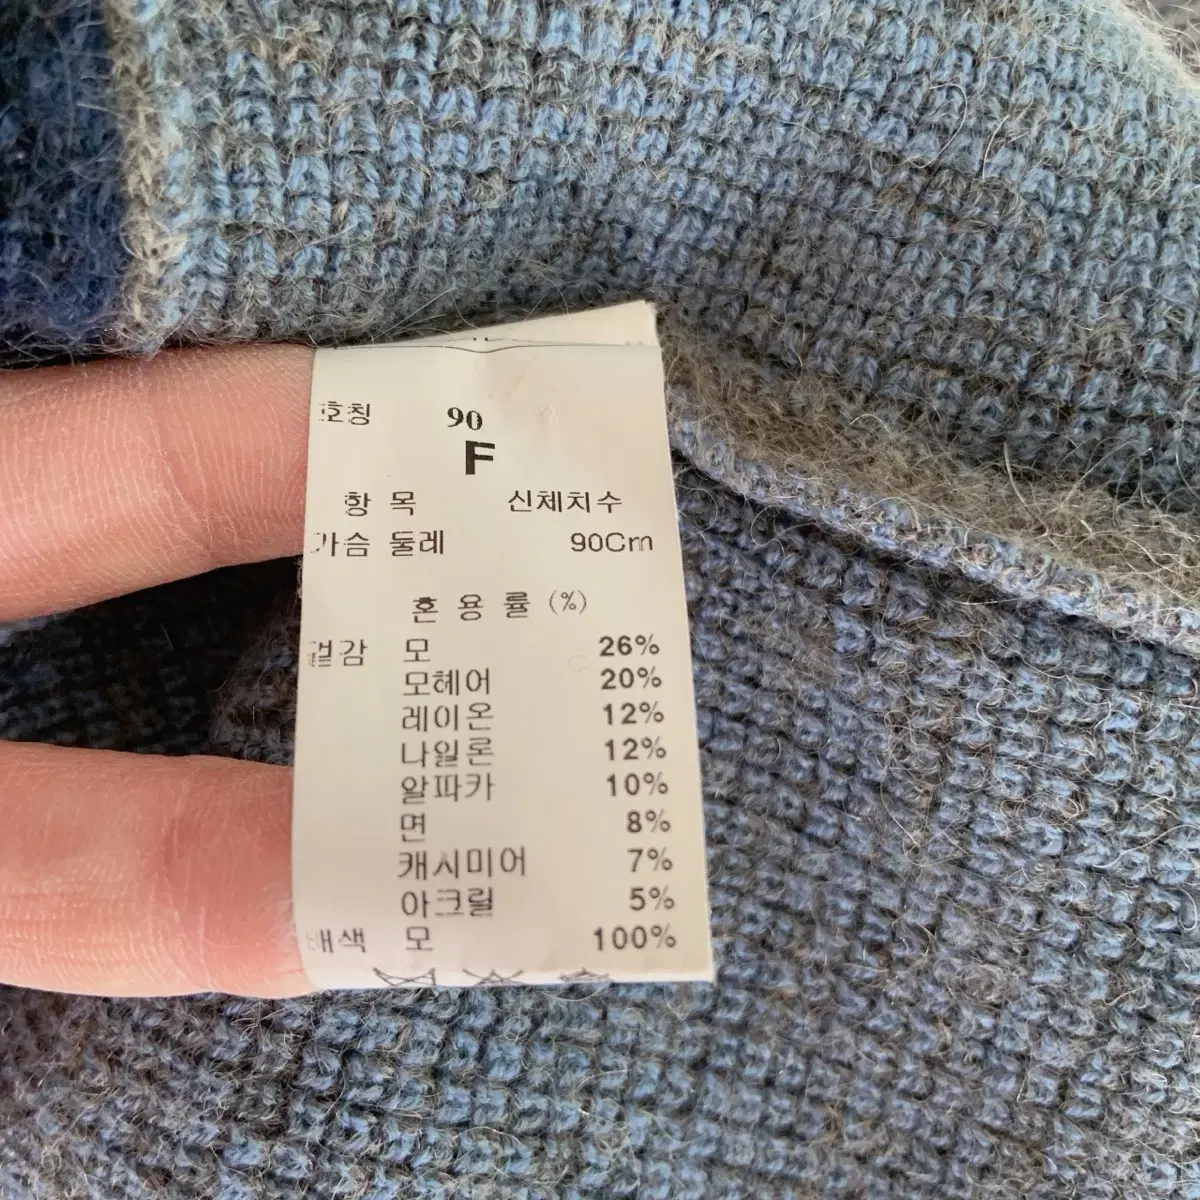 호칭 90
F
항 목 신체치수
가슴 둘레 90Cm
혼 용 률 (%)
겉감 모 26%
모헤어 20%
레이온 12%
나일론 12%
알파카 10%
면 8%
캐시미어 7%
아크릴 5%
배색 모 100%